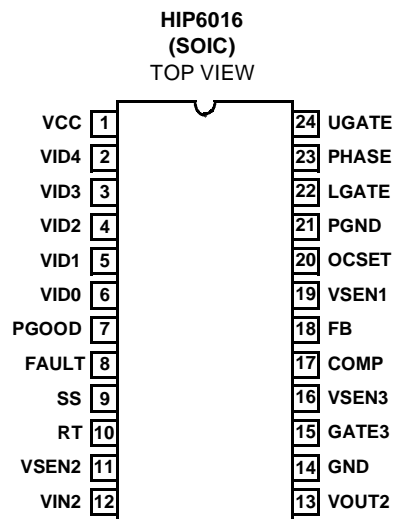 HIP6016
(SOIC)
TOP VIEW
VCC 1 24 UGATE
VID4 2 23 PHASE
VID3 3 22 LGATE
VID2 4 21 PGND
VID1 5 20 OCSET
VID0 6 19 VSEN1
PGOOD 7 18 FB
FAULT 8 17 COMP
SS 9 16 VSEN3
RT 10 15 GATE3
VSEN2 11 14 GND
VIN2 12 13 VOUT2